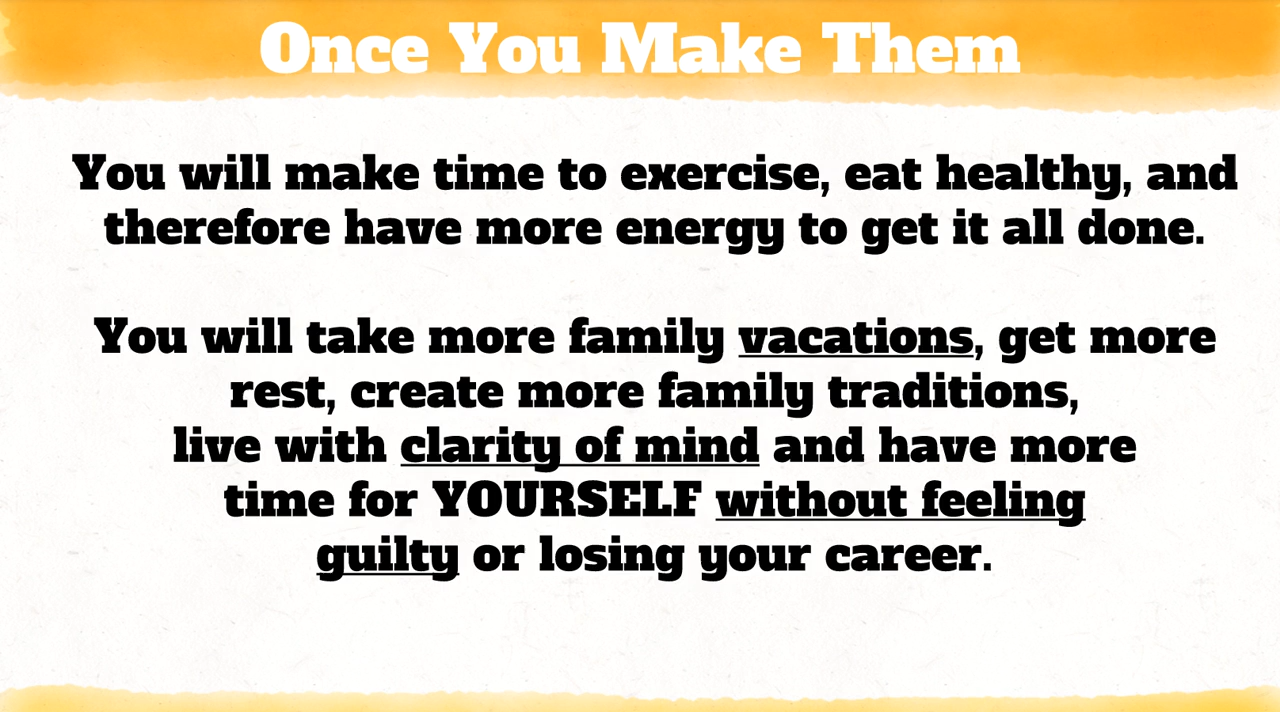 Once You Make Them
You will make time to exercise, eat healthy, and
therefore have more energy to get it all done.
You will take more family vacations, get more
rest, create more family traditions,
live with clarity of mind and have more
time for YOURSELF without feeling
guilty or losing your career.